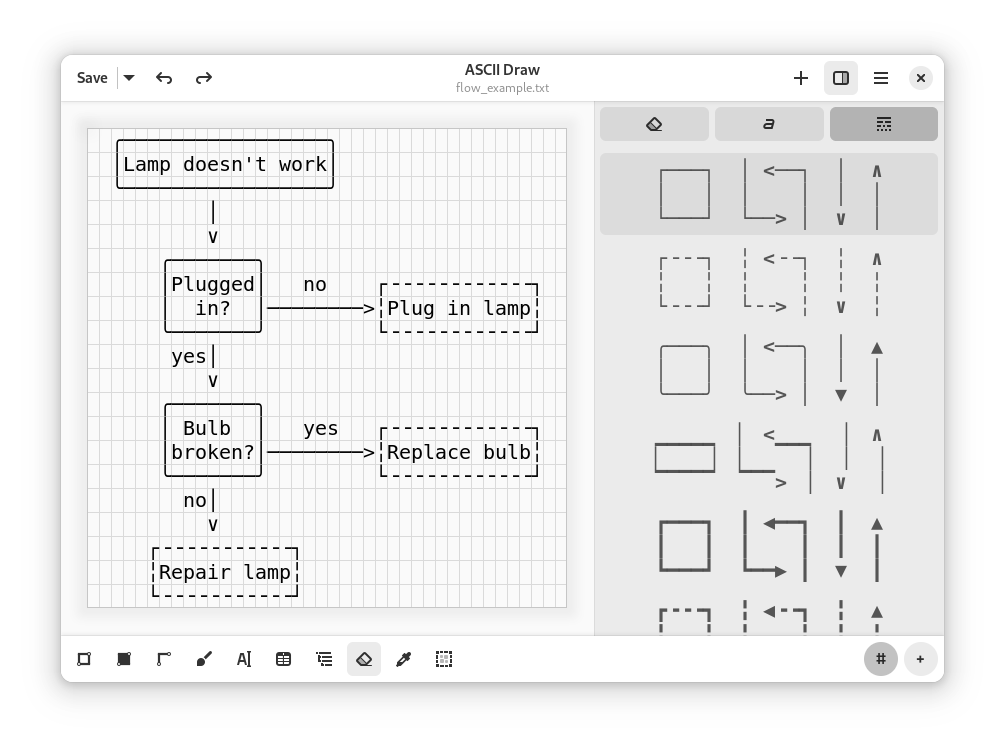 Save
ASCII Draw
flow_example.txt
a
Lamp doesn't work
Plugged
in?
no
Plug in lamp
yes
Bulb
broken?
yes
Replace bulb
no
Repair lamp